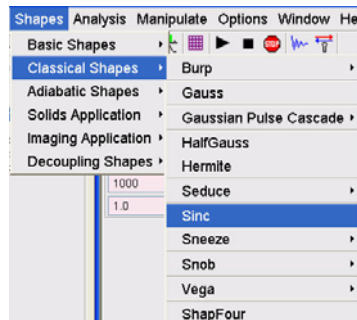 Shapes Analysis Manipulate Options Window He
Basic Shapes
Classical Shapes
Adiabatic Shapes
Solids Application
Imaging Application
Decoupling Shapes
1000
1.0
Burp
Gauss
Gaussian Pulse Cascade
HalfGauss
Hermite
Seduce
Sinc
Sneeze
Snob
Vega
ShapFour